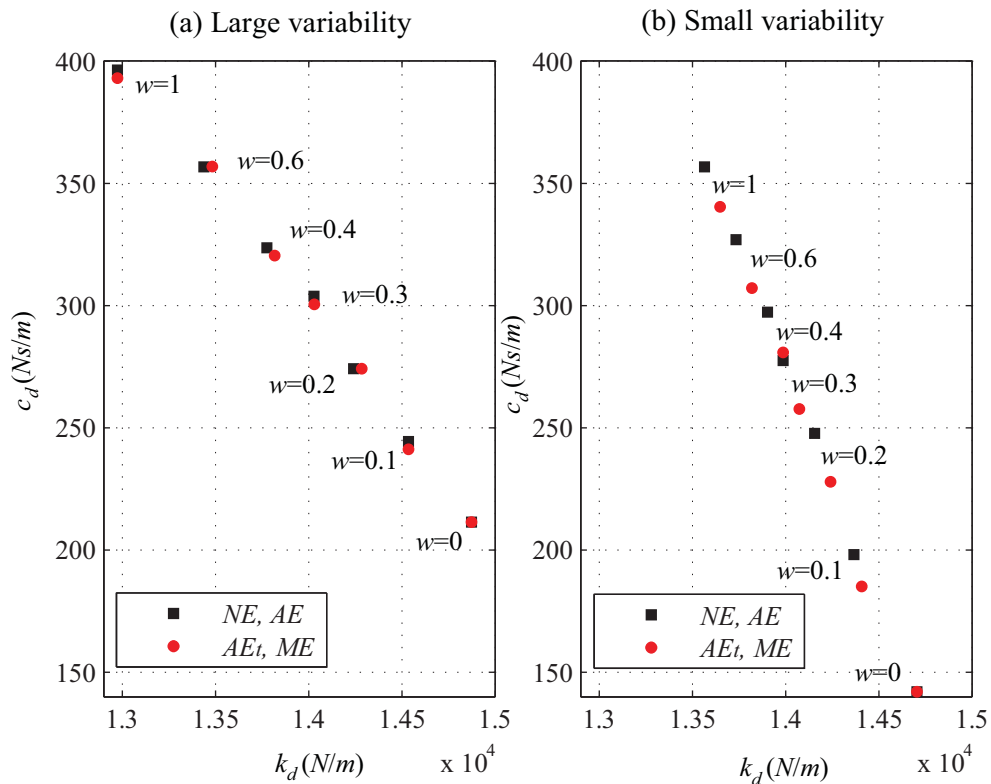 (a) Large variability
(b) Small variability
400
350
300
250
200
150
c_d (Ns/m)
w=1
w=0.6
w=0.4
w=0.3
w=0.2
w=0.1
w=0
NE, AE
AEt, ME
1.3
1.35
1.4
1.45
1.5
k_d (N/m)
x 10^4
400
350
300
250
200
150
c_d (Ns/m)
w=1
w=0.6
w=0.4
w=0.3
w=0.2
w=0.1
w=0
NE, AE
AEt, ME
1.3
1.35
1.4
1.45
1.5
k_d (N/m)
x 10^4